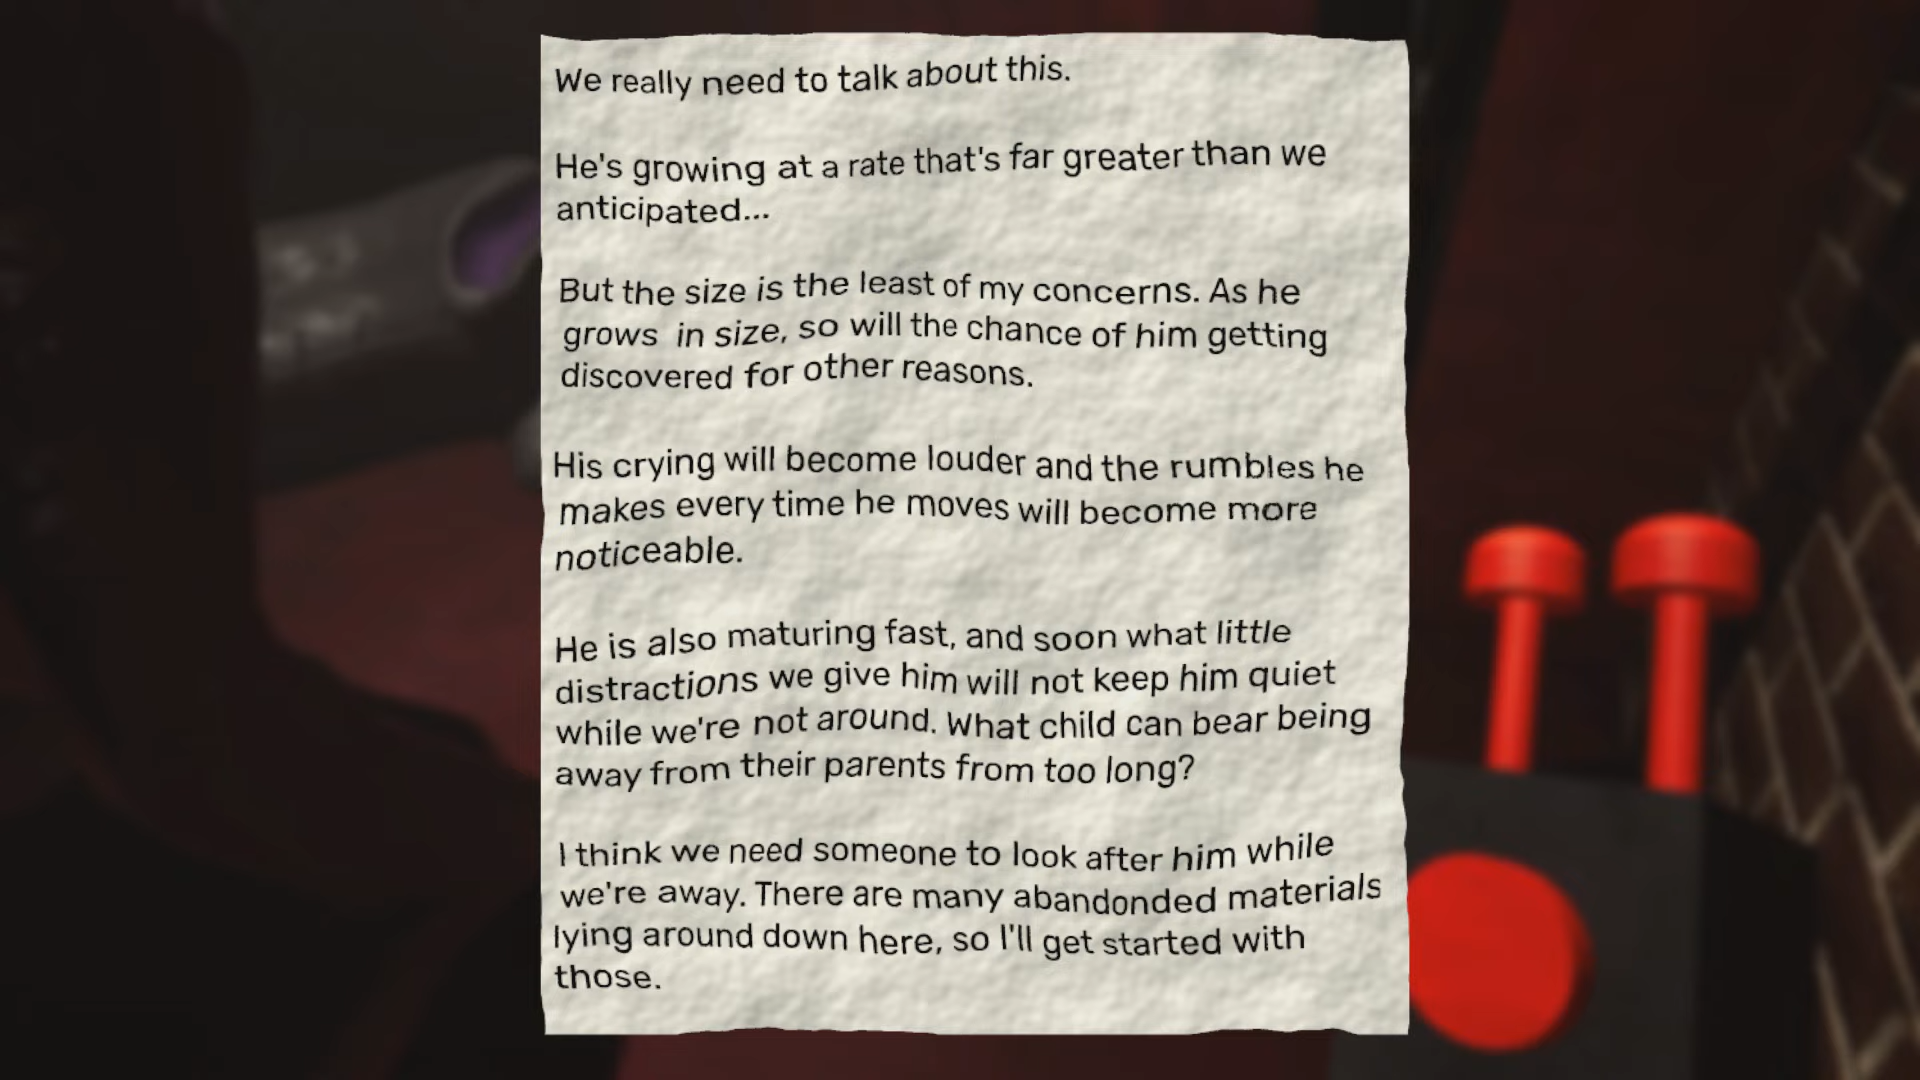 We really need to talk about this.
He's growing at a rate that's far greater than we
anticipated...
But the size is the least of my concerns. As he
grows in size, so will the chance of him getting
discovered for other reasons.
His crying will become louder and the rumbles he
makes every time he moves will become more
noticeable.
He is also maturing fast, and soon what little
distractions we give him will not keep him quiet
while we're not around. What child can bear being
away from their parents from too long?
I think we need someone to look after him while
we're away. There are many abandonded materials
lying around down here, so I'll get started with
those.